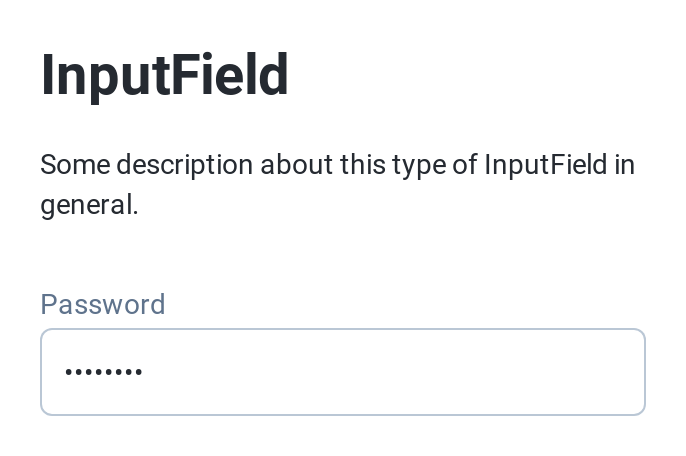 InputField
Some description about this type of InputField in
general.
Password
••••••••